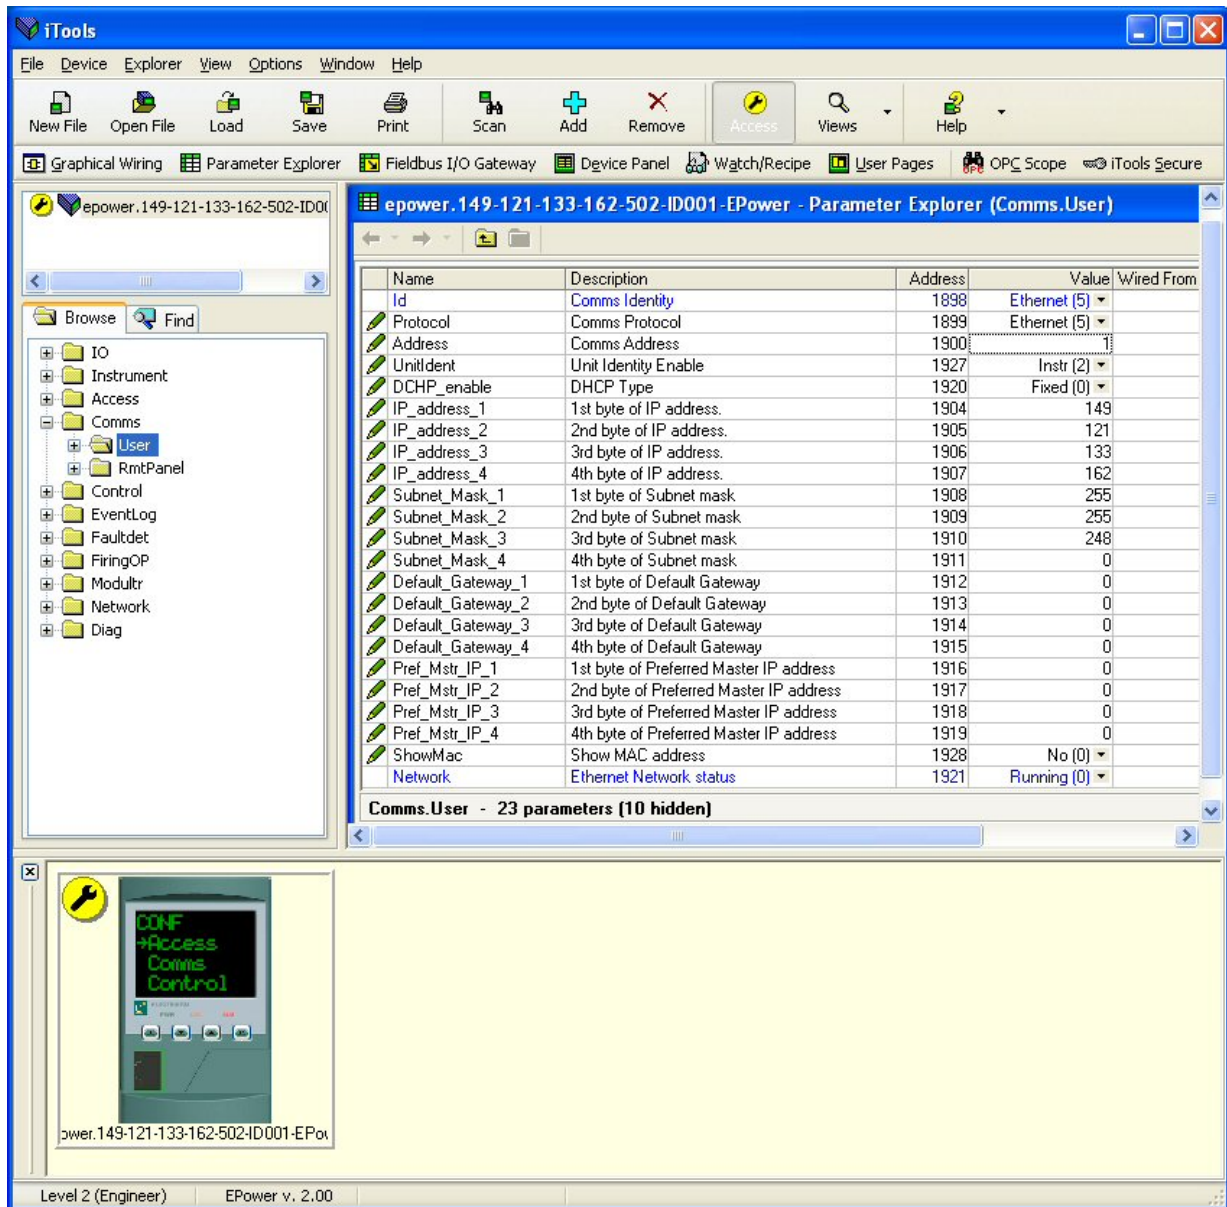 iTools
File Device Explorer View Options Window Help
New File Open File Load Save Print Scan Add Remove Access Views Help
Graphical Wiring Parameter Explorer Fieldbus I/O Gateway Device Panel Watch/Recipe User Pages OPC Scope iTools Secure
epower.149-121-133-162-502-ID0
epower.149-121-133-162-502-ID001-EPower - Parameter Explorer (Comms.User)
Browse Find
IO
Instrument
Access
Comms
User
RmtPanel
Control
EventLog
Faultdet
FiringOP
Modultr
Network
Diag
Name Description Address Value Wired From
Id Comms Identity 1898 Ethernet (5)
Protocol Comms Protocol 1899 Ethernet (5)
Address Comms Address 1900 1
UnitIdent Unit Identity Enable 1927 Instr (2)
DCHP_enable DHCP Type 1920 Fixed (0)
IP_address_1 1st byte of IP address. 1904 149
IP_address_2 2nd byte of IP address. 1905 121
IP_address_3 3rd byte of IP address. 1906 133
IP_address_4 4th byte of IP address. 1907 162
Subnet_Mask_1 1st byte of Subnet mask 1908 255
Subnet_Mask_2 2nd byte of Subnet mask 1909 255
Subnet_Mask_3 3rd byte of Subnet mask 1910 248
Subnet_Mask_4 4th byte of Subnet mask 1911 0
Default_Gateway_1 1st byte of Default Gateway 1912 0
Default_Gateway_2 2nd byte of Default Gateway 1913 0
Default_Gateway_3 3rd byte of Default Gateway 1914 0
Default_Gateway_4 4th byte of Default Gateway 1915 0
Pref_Mstr_IP_1 1st byte of Preferred Master IP address 1916 0
Pref_Mstr_IP_2 2nd byte of Preferred Master IP address 1917 0
Pref_Mstr_IP_3 3rd byte of Preferred Master IP address 1918 0
Pref_Mstr_IP_4 4th byte of Preferred Master IP address 1919 0
ShowMac Show MAC address 1928 No (0)
Network Ethernet Network status 1921 Running (0)
Comms.User - 23 parameters (10 hidden)
CONF
→Access
Comms
Control
ower.149-121-133-162-502-ID001-EPo
Level 2 (Engineer) EPower v. 2.00